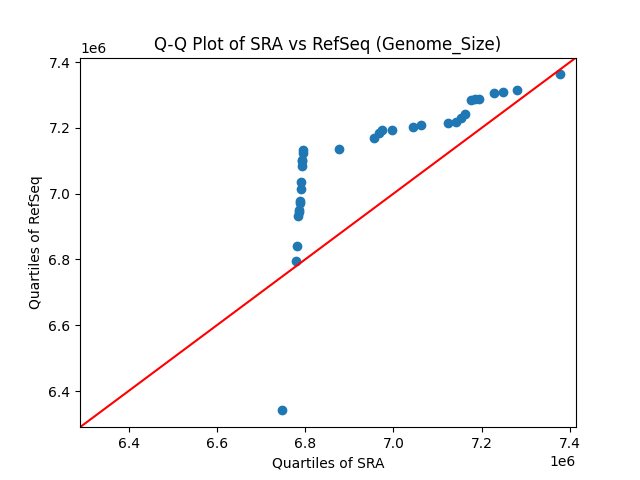 Q-Q Plot of SRA vs RefSeq (Genome_Size)
1e6
7.4
7.2
7.0
6.8
6.6
6.4
Quartiles of RefSeq
6.4 6.6 6.8 7.0 7.2 7.4
Quartiles of SRA
1e6